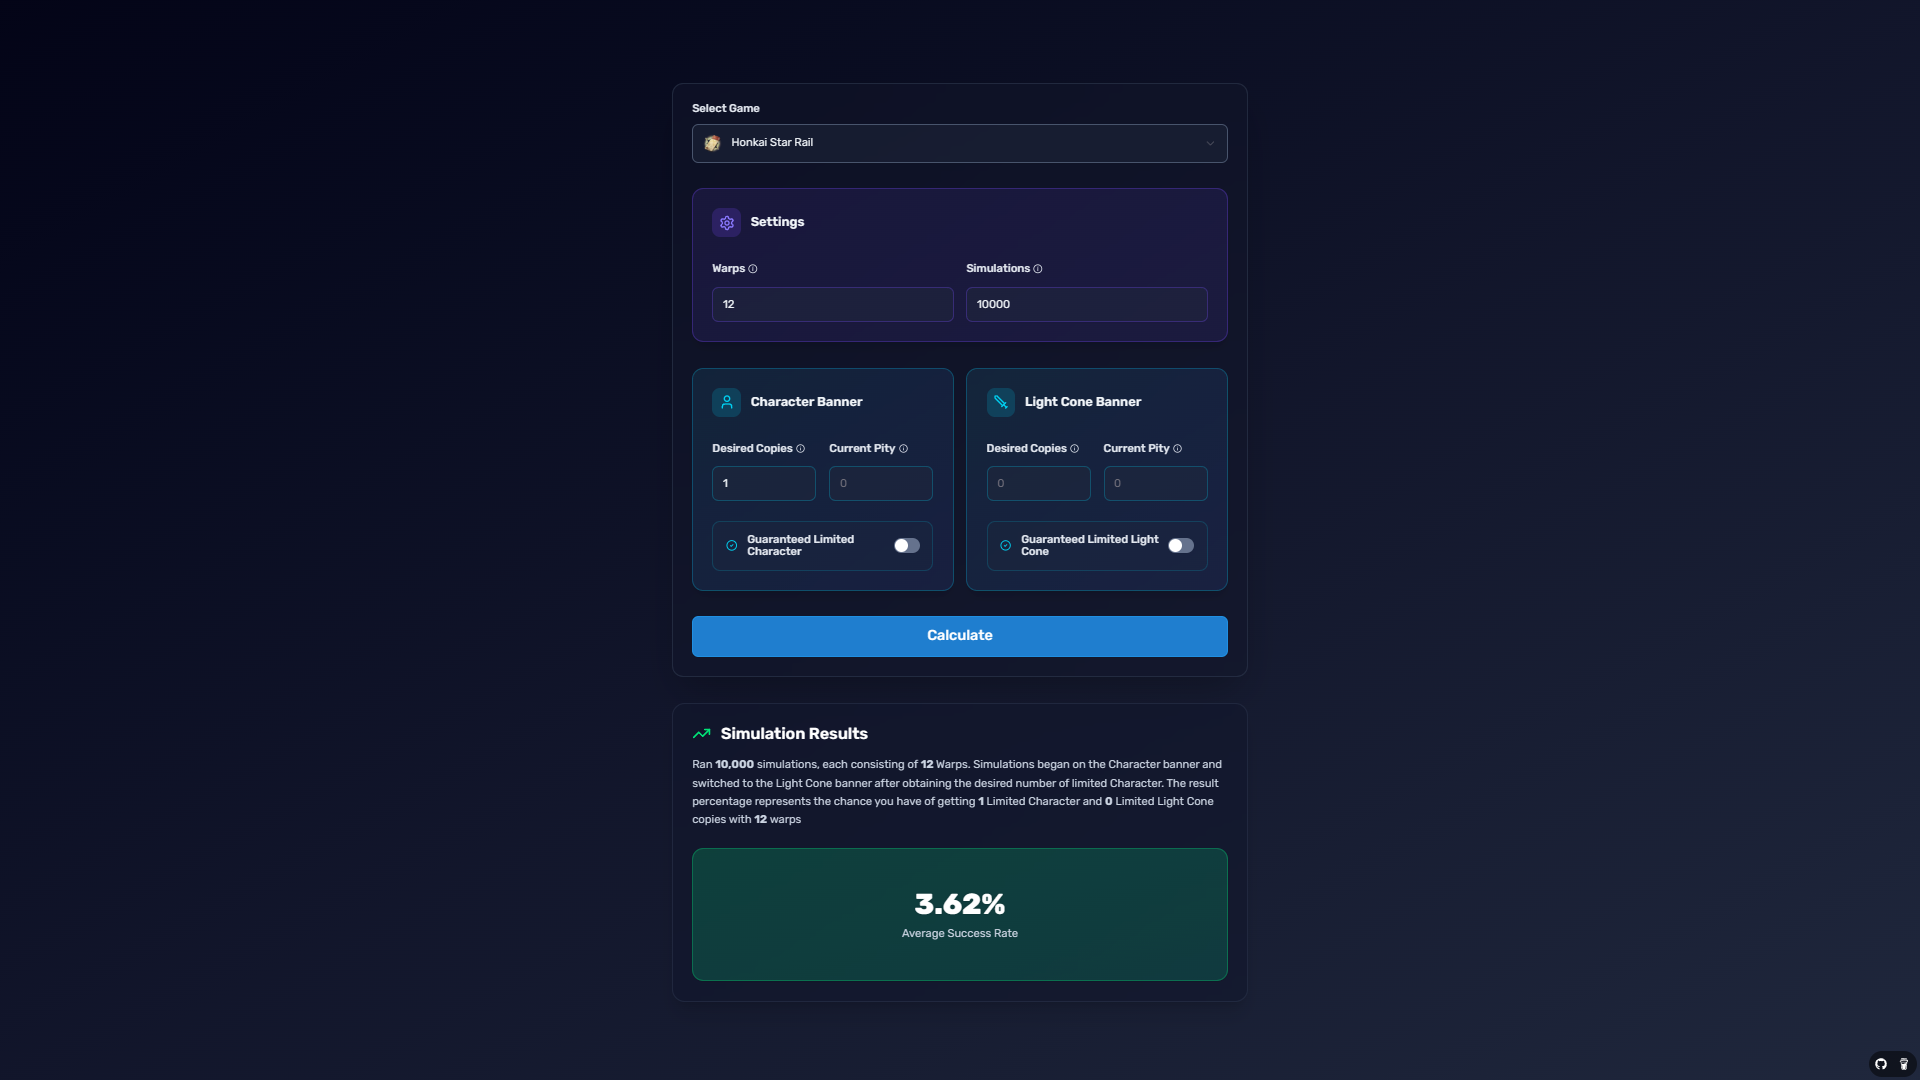 Select Game
Honkai Star Rail
Settings
Warps
Simulations
12
10000
Character Banner
Desired Copies
Current Pity
1
0
Guaranteed Limited
Character
Light Cone Banner
Desired Copies
Current Pity
0
0
Guaranteed Limited Light
Cone
Calculate
Simulation Results
Ran 10,000 simulations, each consisting of 12 Warps. Simulations began on the Character banner and
switched to the Light Cone banner after obtaining the desired number of limited Character. The result
percentage represents the chance you have of getting 1 Limited Character and 0 Limited Light Cone
copies with 12 warps
3.62%
Average Success Rate